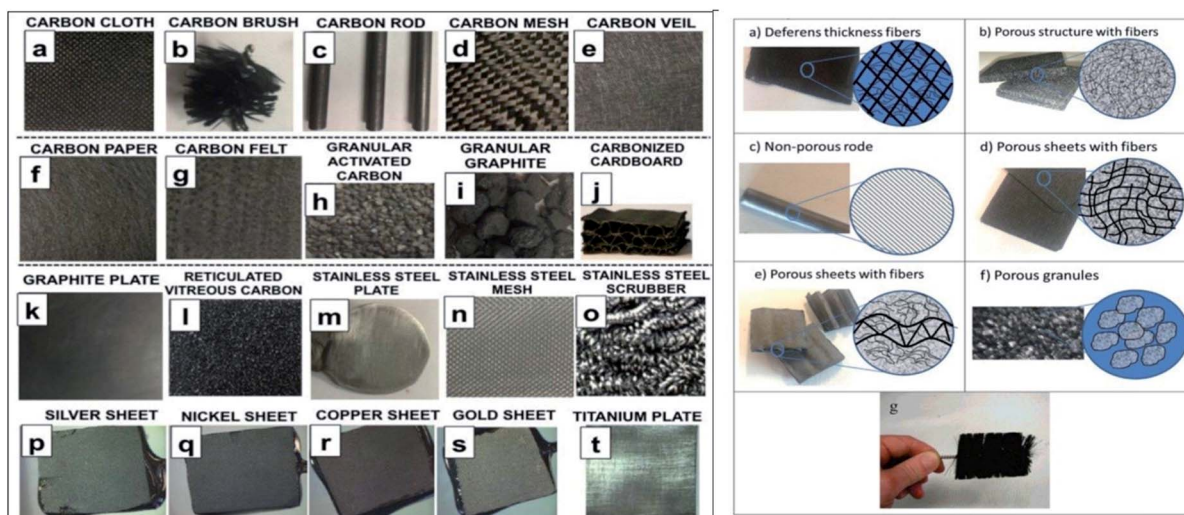 CARBON CLOTH CARBON BRUSH CARBON ROD CARBON MESH CARBON VEIL
a b c d e
CARBON PAPER CARBON FELT GRANULAR ACTIVATED CARBON GRANULAR GRAPHITE CARBONIZED CARDBOARD
f g h i j
GRAPHITE PLATE RETICULATED VITREOUS CARBON STAINLESS STEEL PLATE STAINLESS STEEL MESH STAINLESS STEEL SCRUBBER
k l m n o
SILVER SHEET NICKEL SHEET COPPER SHEET GOLD SHEET TITANIUM PLATE
p q r s t
a) Deferens thickness fibers
b) Porous structure with fibers
c) Non-porous rode
d) Porous sheets with fibers
e) Porous sheets with fibers
f) Porous granules
g